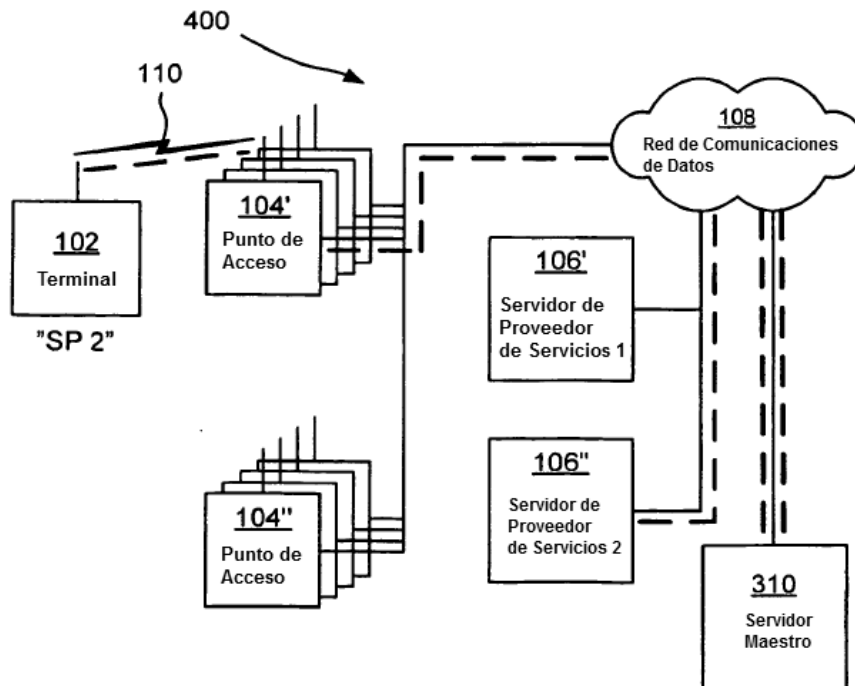 400
110
108
Red de Comunicaciones
de Datos
104'
Punto de
Acceso
102
Terminal
"SP 2"
106'
Servidor de
Proveedor
de Servicios 1
106"
Servidor de
Proveedor
de Servicios 2
104"
Punto de
Acceso
310
Servidor
Maestro